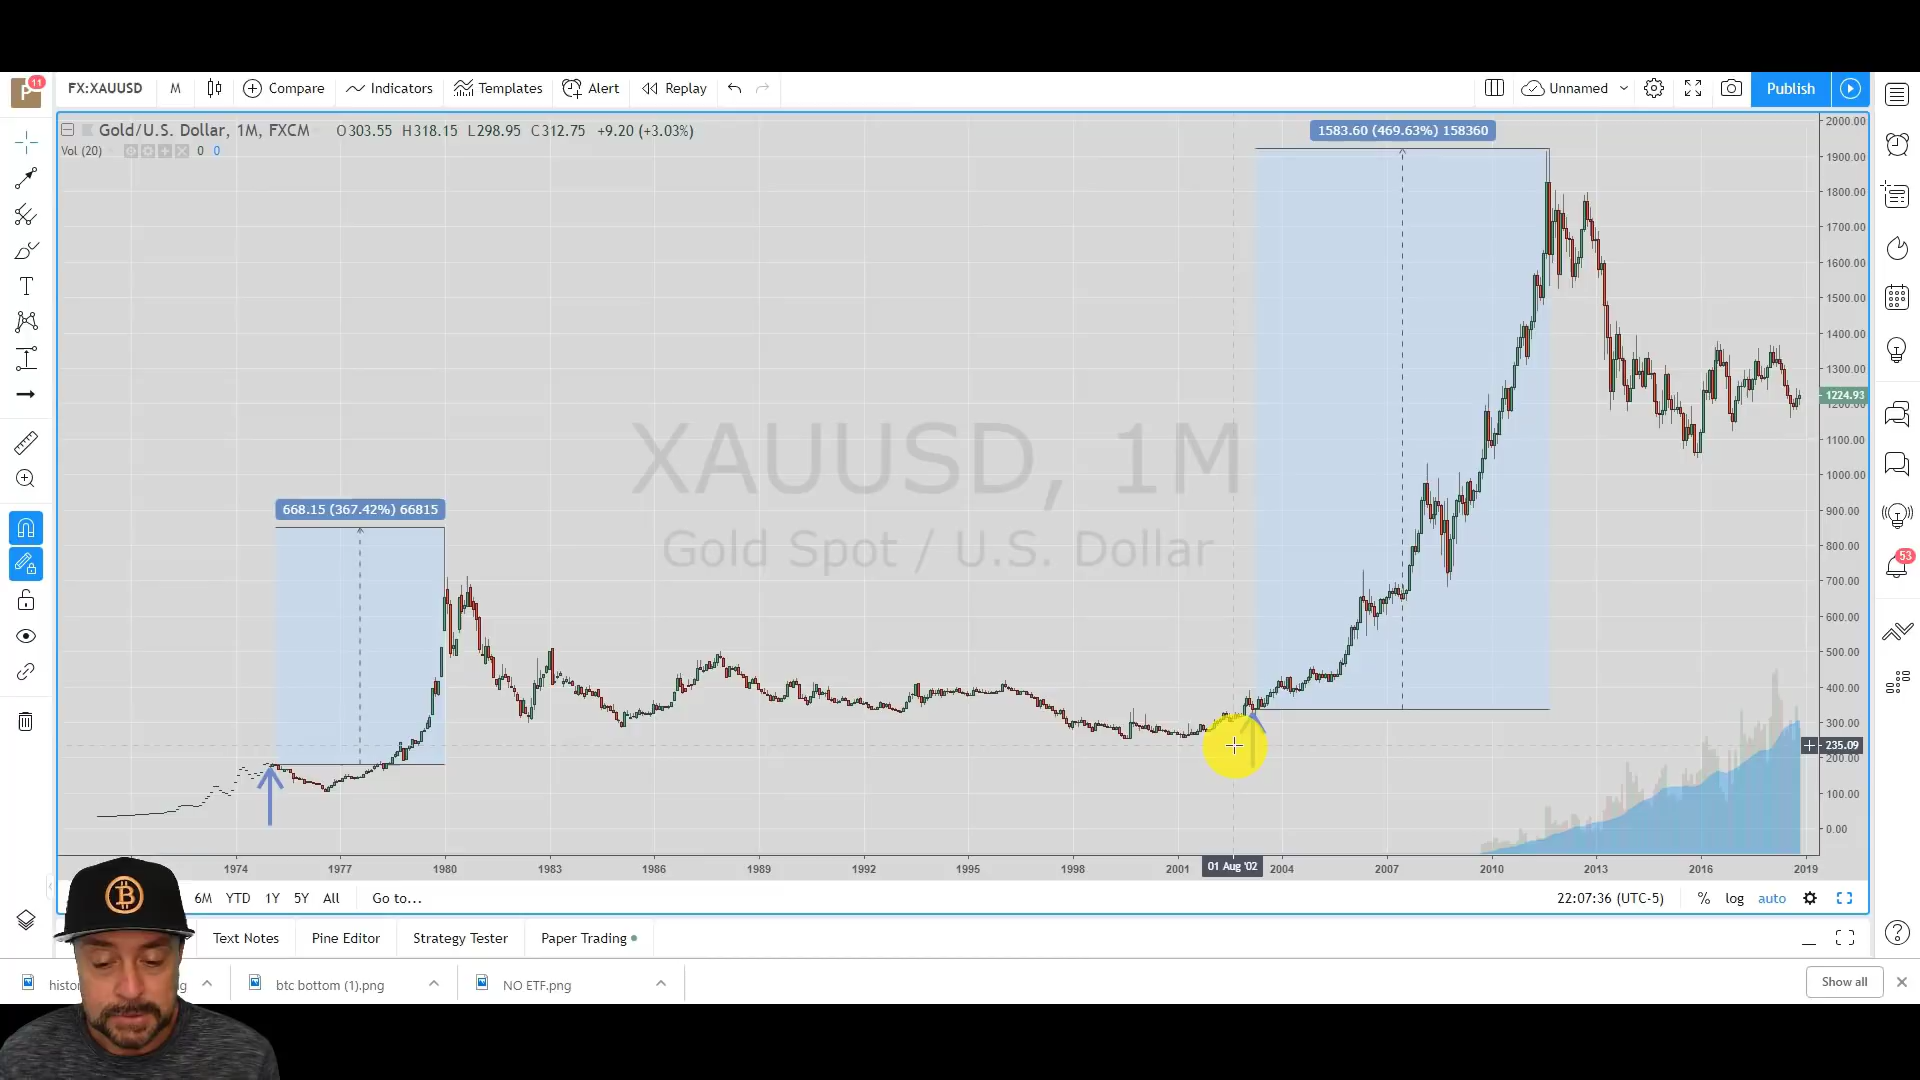 P 11 FX:XAUUSD M Compare Indicators Templates Alert Replay Unnamed Publish
Gold/U.S. Dollar, 1M, FXCM O303.55 H318.15 L298.95 C312.75 +9.20 (+3.03%)
Vol (20) 0 0
1583.60 (469.63%) 158360
668.15 (367.42%) 66815
XAUUSD, 1M
Gold Spot / U.S. Dollar
2000.00
1900.00
1800.00
1700.00
1600.00
1500.00
1400.00
1300.00
1224.93
1200.00
1100.00
1000.00
900.00
800.00
700.00
600.00
500.00
400.00
300.00
235.09
200.00
100.00
0.00
53
1974 1977 1980 1983 1986 1989 1992 1995 1998 2001 01 Aug '02 2004 2007 2010 2013 2016 2019
6M YTD 1Y 5Y All Go to... 22:07:36 (UTC-5) % log auto
Text Notes Pine Editor Strategy Tester Paper Trading
btc bottom (1).png NO ETF.png Show all